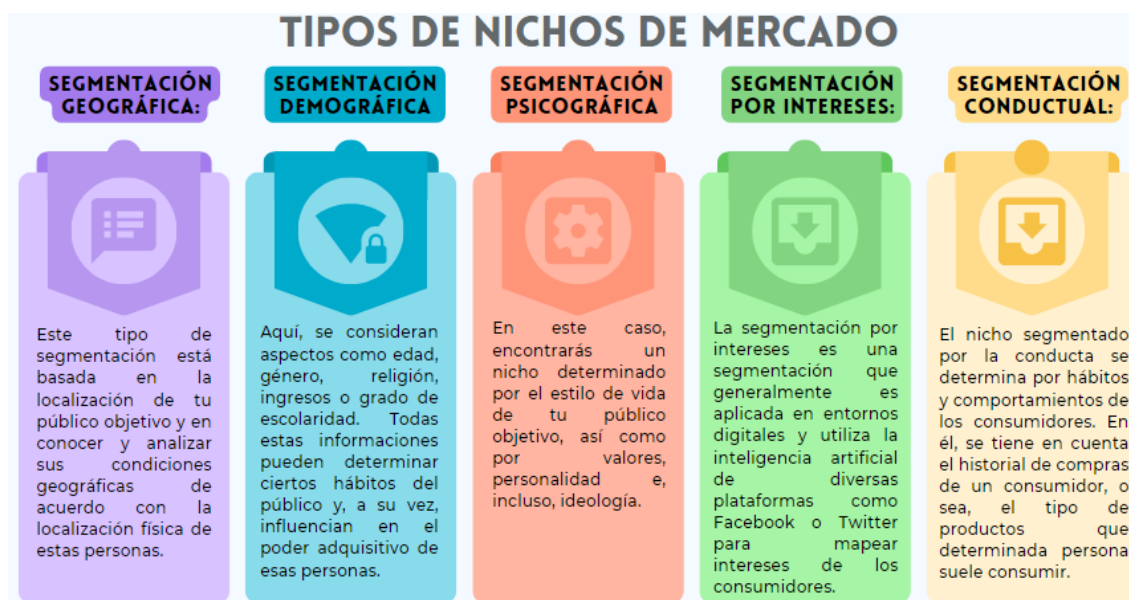 TIPOS DE NICHOS DE MERCADO
SEGMENTACIÓN
GEOGRÁFICA:
Este tipo de
segmentación está
basada en la
localización de tu
público objetivo y en
conocer y analizar
sus condiciones
geográficas de
acuerdo con la
localización física de
estas personas.
SEGMENTACIÓN
DEMOGRÁFICA
Aquí, se consideran
aspectos como edad,
género, religión,
ingresos o grado de
escolaridad. Todas
estas informaciones
pueden determinar
ciertos hábitos del
público y, a su vez,
influencian en el
poder adquisitivo de
esas personas.
SEGMENTACIÓN
PSICOGRÁFICA
En este caso,
encontrarás un
nicho determinado
por el estilo de vida
de tu público
objetivo, así como
por valores,
personalidad e,
incluso, ideología.
SEGMENTACIÓN
POR INTERESES:
La segmentación por
intereses es una
segmentación que
generalmente es
aplicada en entornos
digitales y utiliza la
inteligencia artificial
de diversas
plataformas como
Facebook o Twitter
para mapear
intereses de los
consumidores.
SEGMENTACIÓN
CONDUCTUAL:
El nicho segmentado
por la conducta se
determina por hábitos
y comportamientos de
los consumidores. En
él, se tiene en cuenta
el historial de compras
de un consumidor, o
sea, el tipo de
productos que
determinada persona
suele consumir.